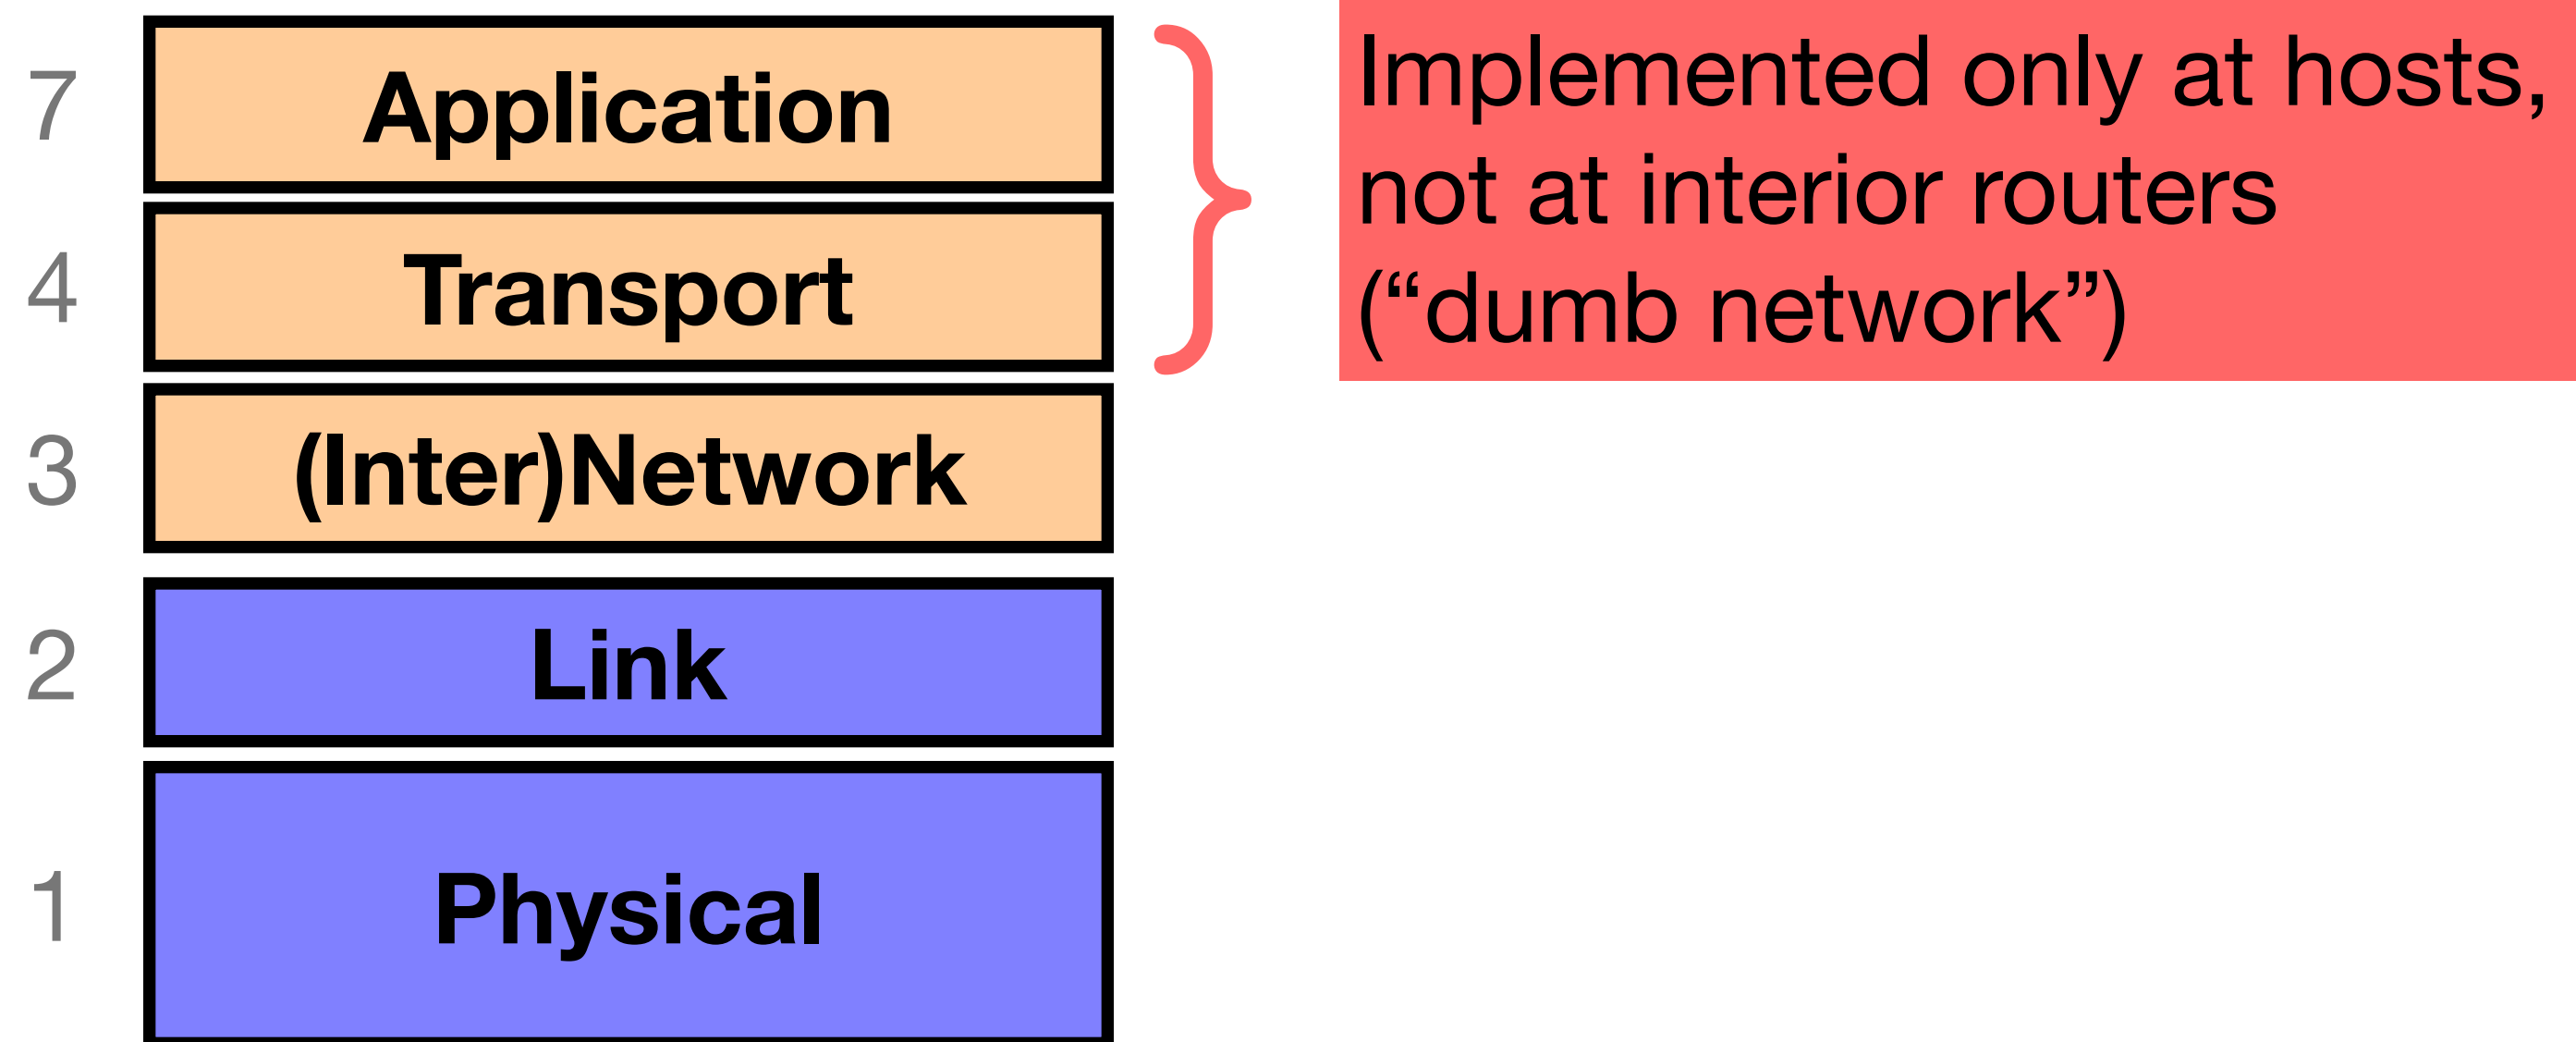 7
Application
Implemented only at hosts,
not at interior routers
(“dumb network”)
4
Transport
3
(Inter)Network
2
Link
1
Physical